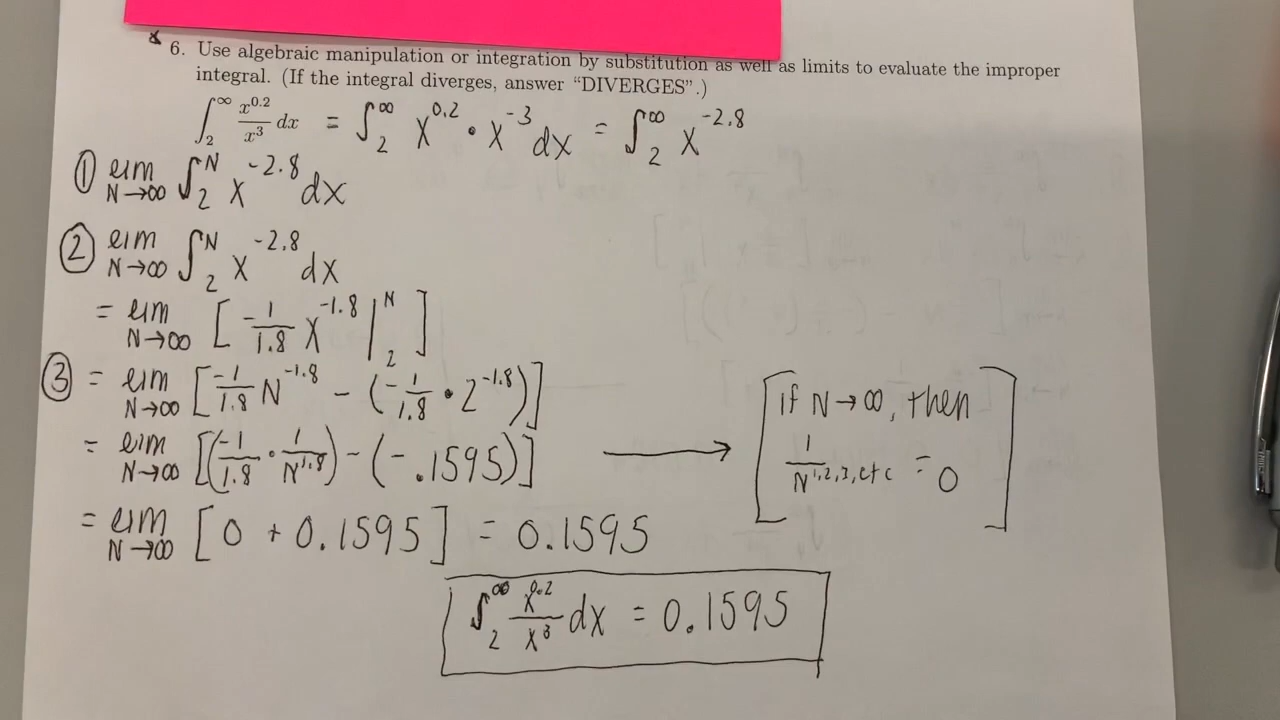 6. Use algebraic manipulation or integration by substitution as well as limits to evaluate the improper
integral. (If the integral diverges, answer “DIVERGES”.)
∫₂^∞ x^0.2/x^3 dx = ∫₂^∞ x^0.2 · x^-3 dx = ∫₂^∞ x^-2.8
① lim N→∞ ∫₂^N x^-2.8 dx
② lim N→∞ ∫₂^N x^-2.8 dx
= lim N→∞ [-1/1.8 x^-1.8 |₂^N]
③ = lim N→∞ [-1/1.8 N^-1.8 - (-1/1.8 · 2^-1.8)]
= lim N→∞ [(-1/1.8 · 1/N^1.8) - (-.1595)] → [if N→∞, then
1/N^1,2,3,etc = 0]
= lim N→∞ [0 + 0.1595] = 0.1595
∫₂^∞ x^0.2/x^3 dx = 0.1595